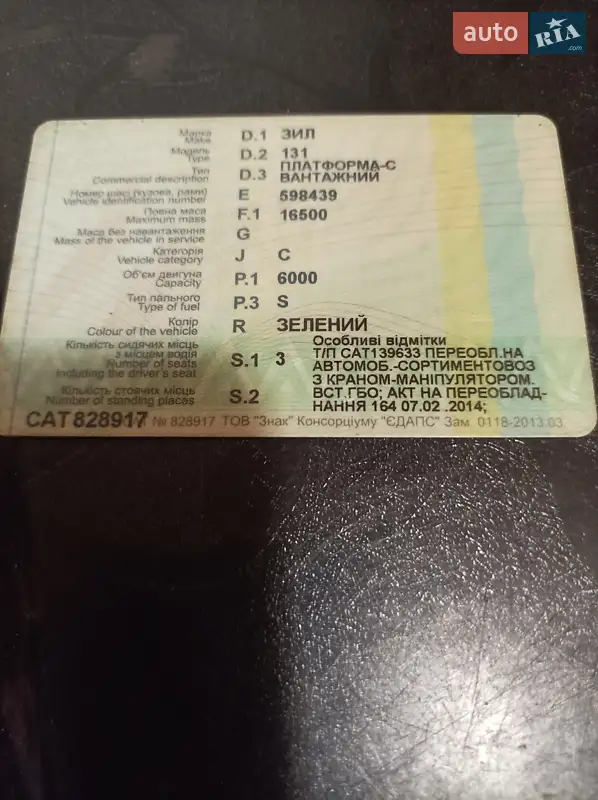 auto RIA .com
Марка
Make D.1 ЗИЛ
Модель
Type D.2 131
Тип
Commercial description D.3 ПЛАТФОРМА-С
ВАНТАЖНИЙ
Номер шасі (кузова, рами)
Vehicle identification number E 598439
Повна маса
Maximum mass F.1 16500
Маса без навантаження
Mass of the vehicle in service G
Категорія
Vehicle category J C
Об'єм двигуна
Capacity P.1 6000
Тип пального
Type of fuel P.3 S
Колір
Colour of the vehicle R ЗЕЛЕНИЙ
Кількість сидячих місць
з місцем водія
Number of seats
including the driver's seat S.1 3
Кількість стоячих місць
Number of standing places S.2
Особливі відмітки
Т/П САТ139633 ПЕРЕОБЛ.НА
АВТОМОБ.-СОРТИМЕНТОВОЗ
З КРАНОМ-МАНІПУЛЯТОРОМ.
ВСТ.ГБО; АКТ НА ПЕРЕОБЛАД-
НАННЯ 164 07.02 .2014;
САТ828917 № 828917 ТОВ "Знак" Консорціуму "ЄДАПС" Зам. 0118-2013.03